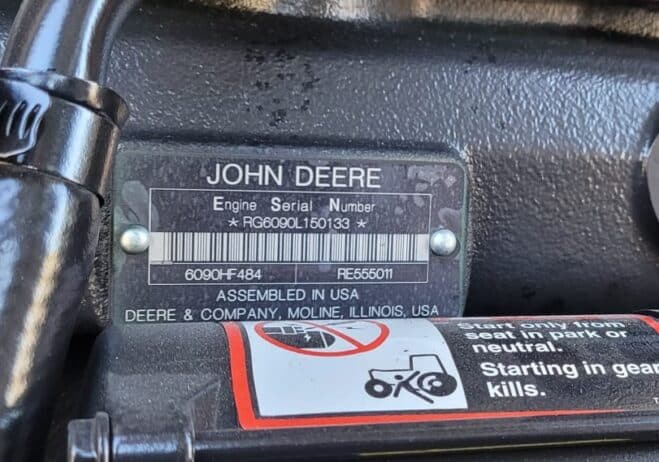 JOHN DEERE
Engine Serial Number
* RG6090L150133 *
6090HF484 RE555011
ASSEMBLED IN USA
DEERE & COMPANY, MOLINE, ILLINOIS, USA
Start only from
seat in park or
neutral.
Starting in gear
kills.